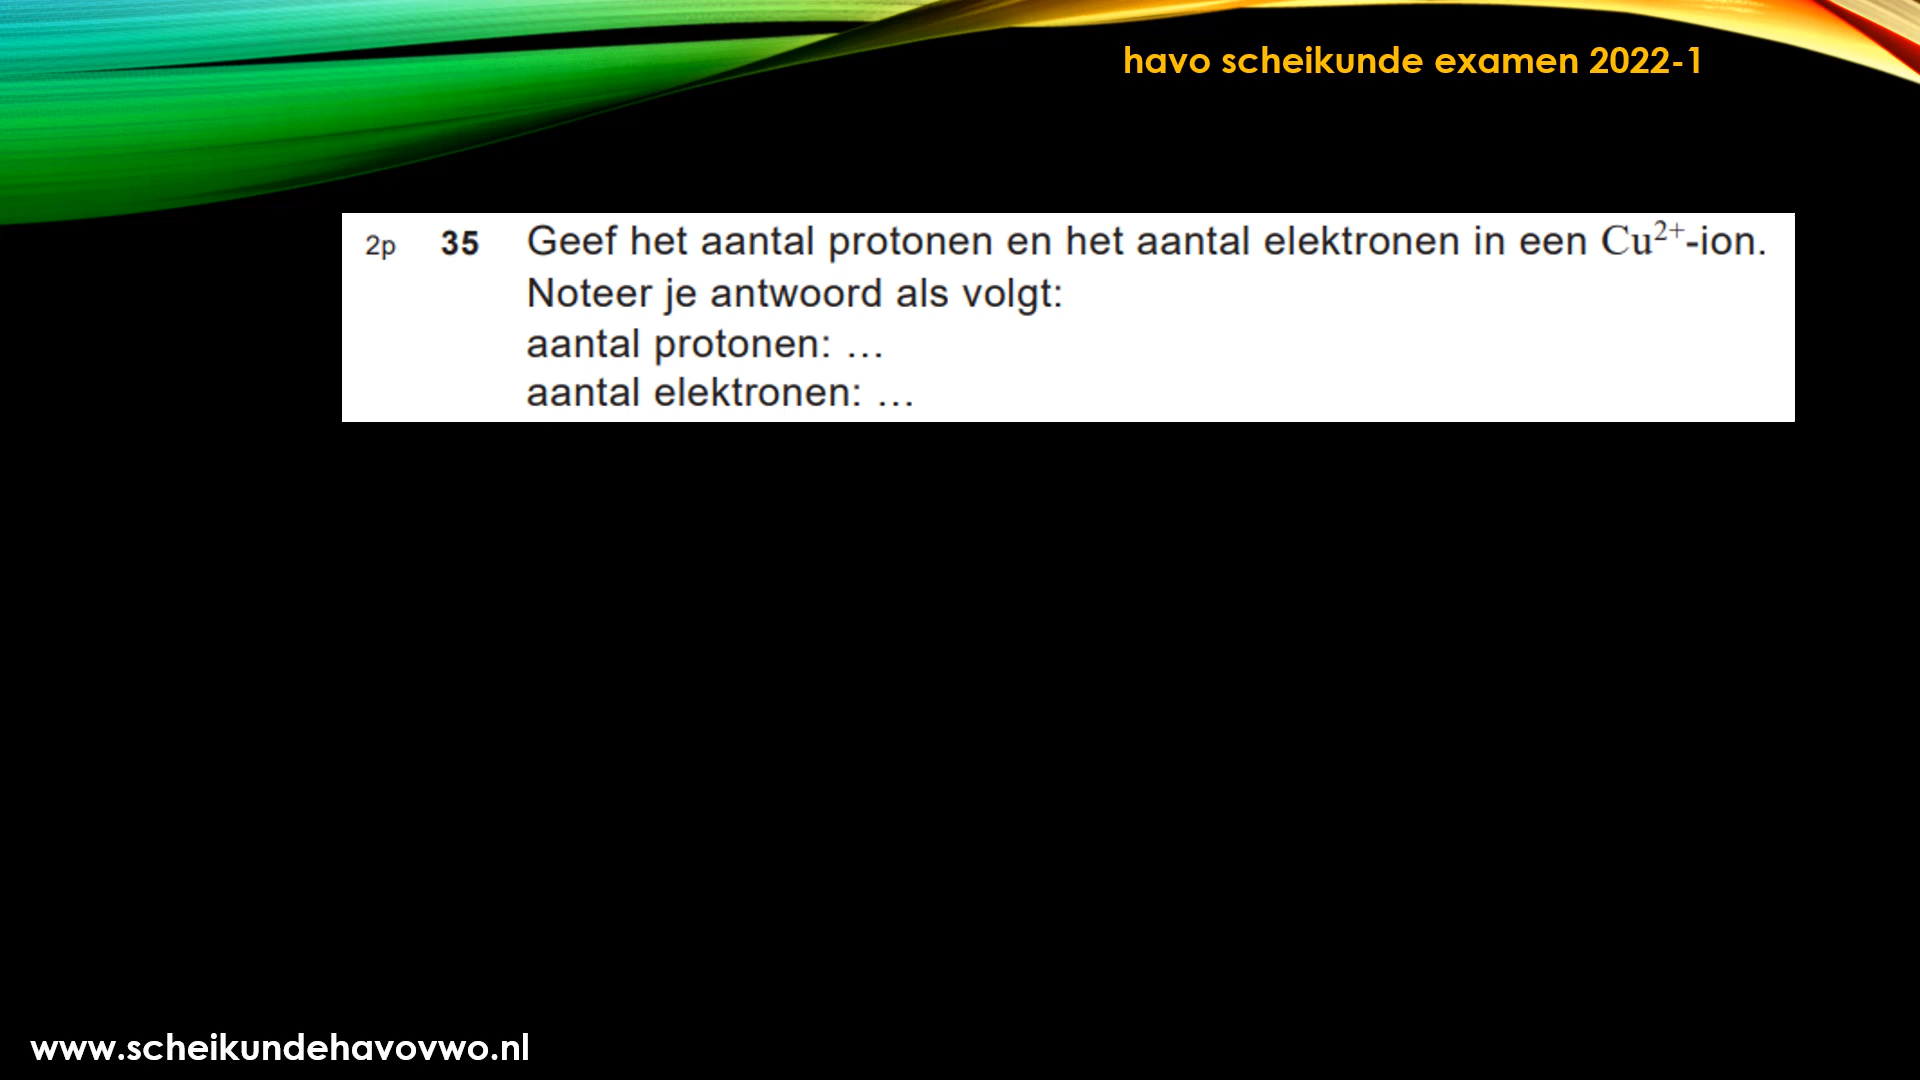 havo scheikunde examen 2022-1
2p 35 Geef het aantal protonen en het aantal elektronen in een Cu²⁺-ion.
Noteer je antwoord als volgt:
aantal protonen: …
aantal elektronen: …
www.scheikundehavovwo.nl